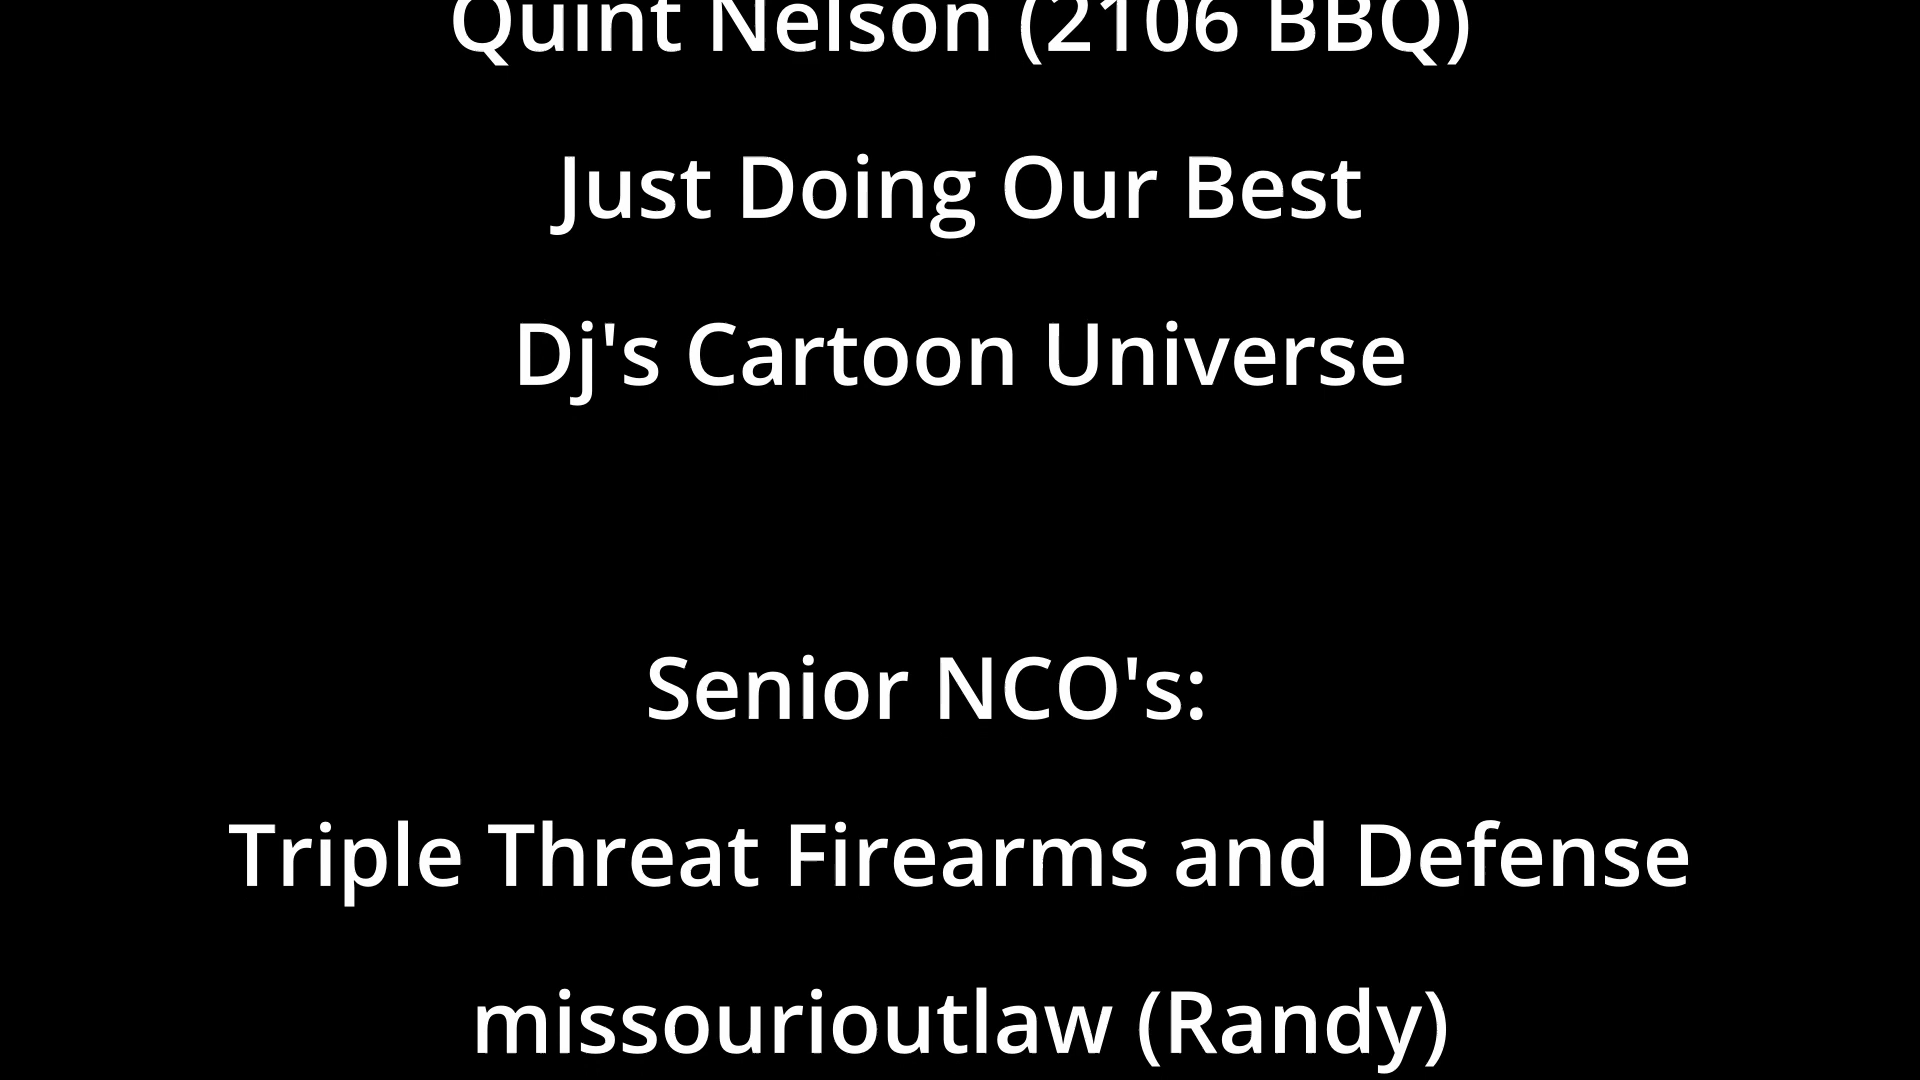 Quint Nelson (2106 BBQ)
Just Doing Our Best
Dj's Cartoon Universe
Senior NCO's:
Triple Threat Firearms and Defense
missourioutlaw (Randy)